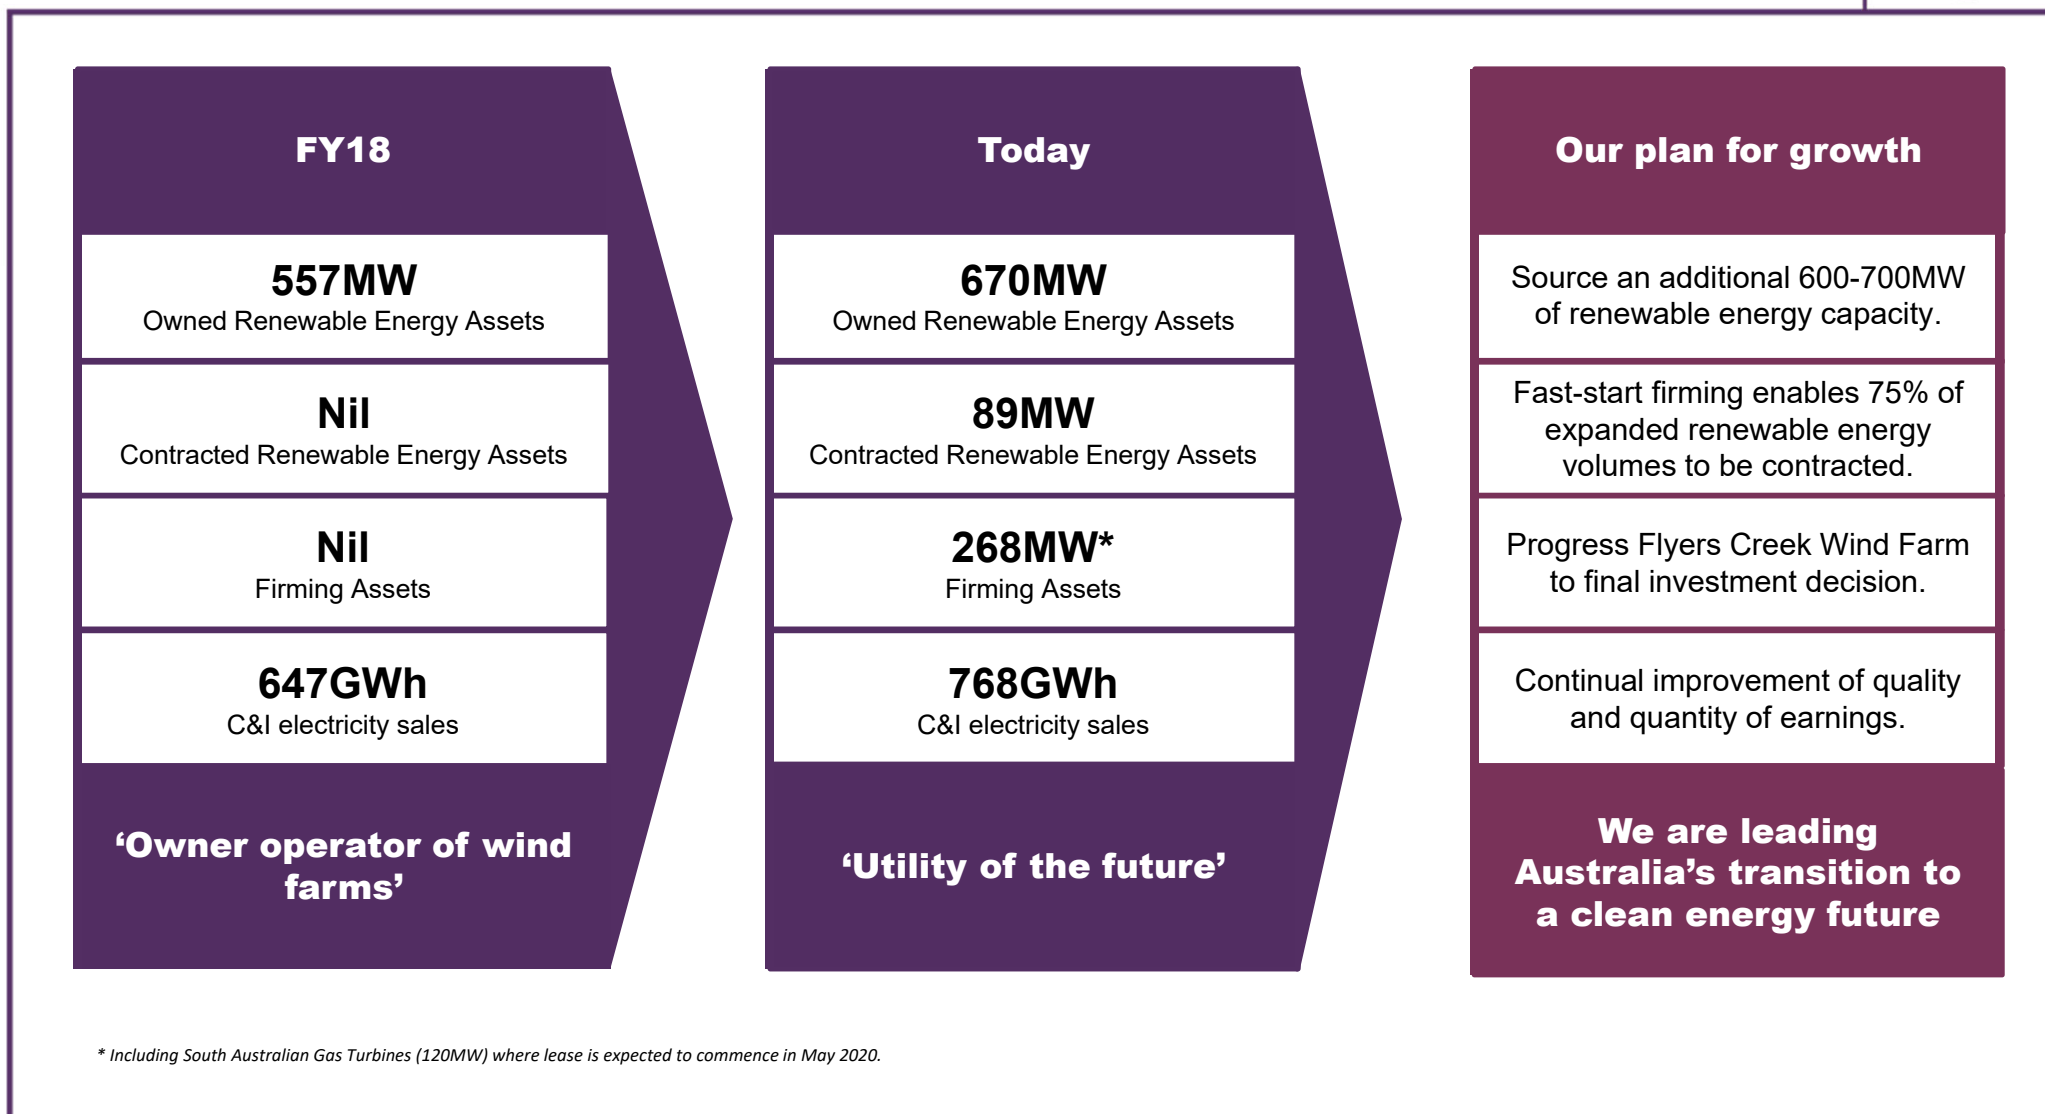 FY18
557MW
Owned Renewable Energy Assets
Nil
Contracted Renewable Energy Assets
Nil
Firming Assets
647GWh
C&I electricity sales
‘Owner operator of wind
farms’
Today
670MW
Owned Renewable Energy Assets
89MW
Contracted Renewable Energy Assets
268MW*
Firming Assets
768GWh
C&I electricity sales
‘Utility of the future’
Our plan for growth
Source an additional 600-700MW
of renewable energy capacity.
Fast-start firming enables 75% of
expanded renewable energy
volumes to be contracted.
Progress Flyers Creek Wind Farm
to final investment decision.
Continual improvement of quality
and quantity of earnings.
We are leading
Australia’s transition to
a clean energy future
* Including South Australian Gas Turbines (120MW) where lease is expected to commence in May 2020.